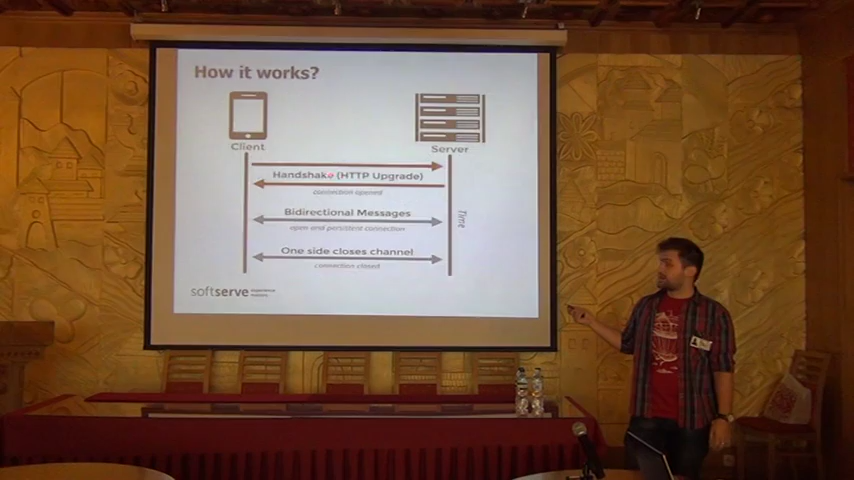 How it works?
Client
Server
Handshake (HTTP Upgrade)
connection opened
Bidirectional Messages
open and persistent connection
Time
One side closes channel
connection closed
softserve